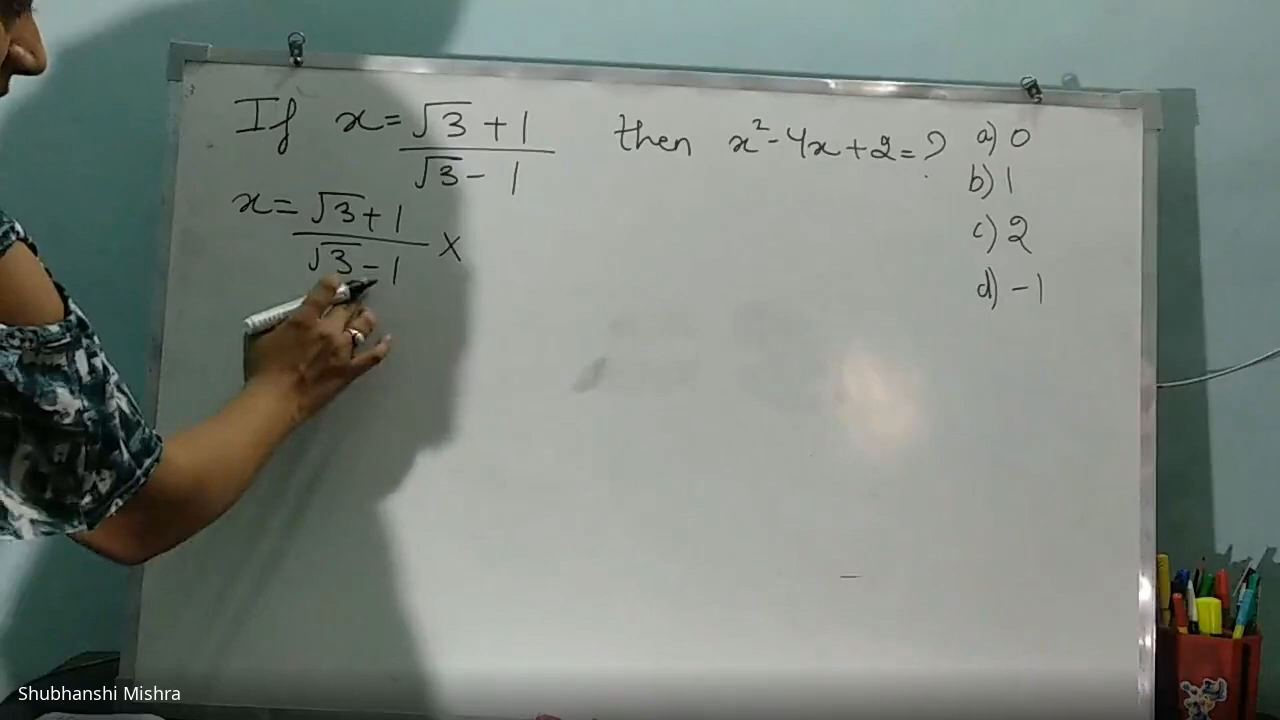 If x = √3 + 1 / √3 - 1 then x² - 4x + 2 = ? a) 0
b) 1
c) 2
d) -1
x = √3 + 1 / √3 - 1 ×
Shubhanshi Mishra